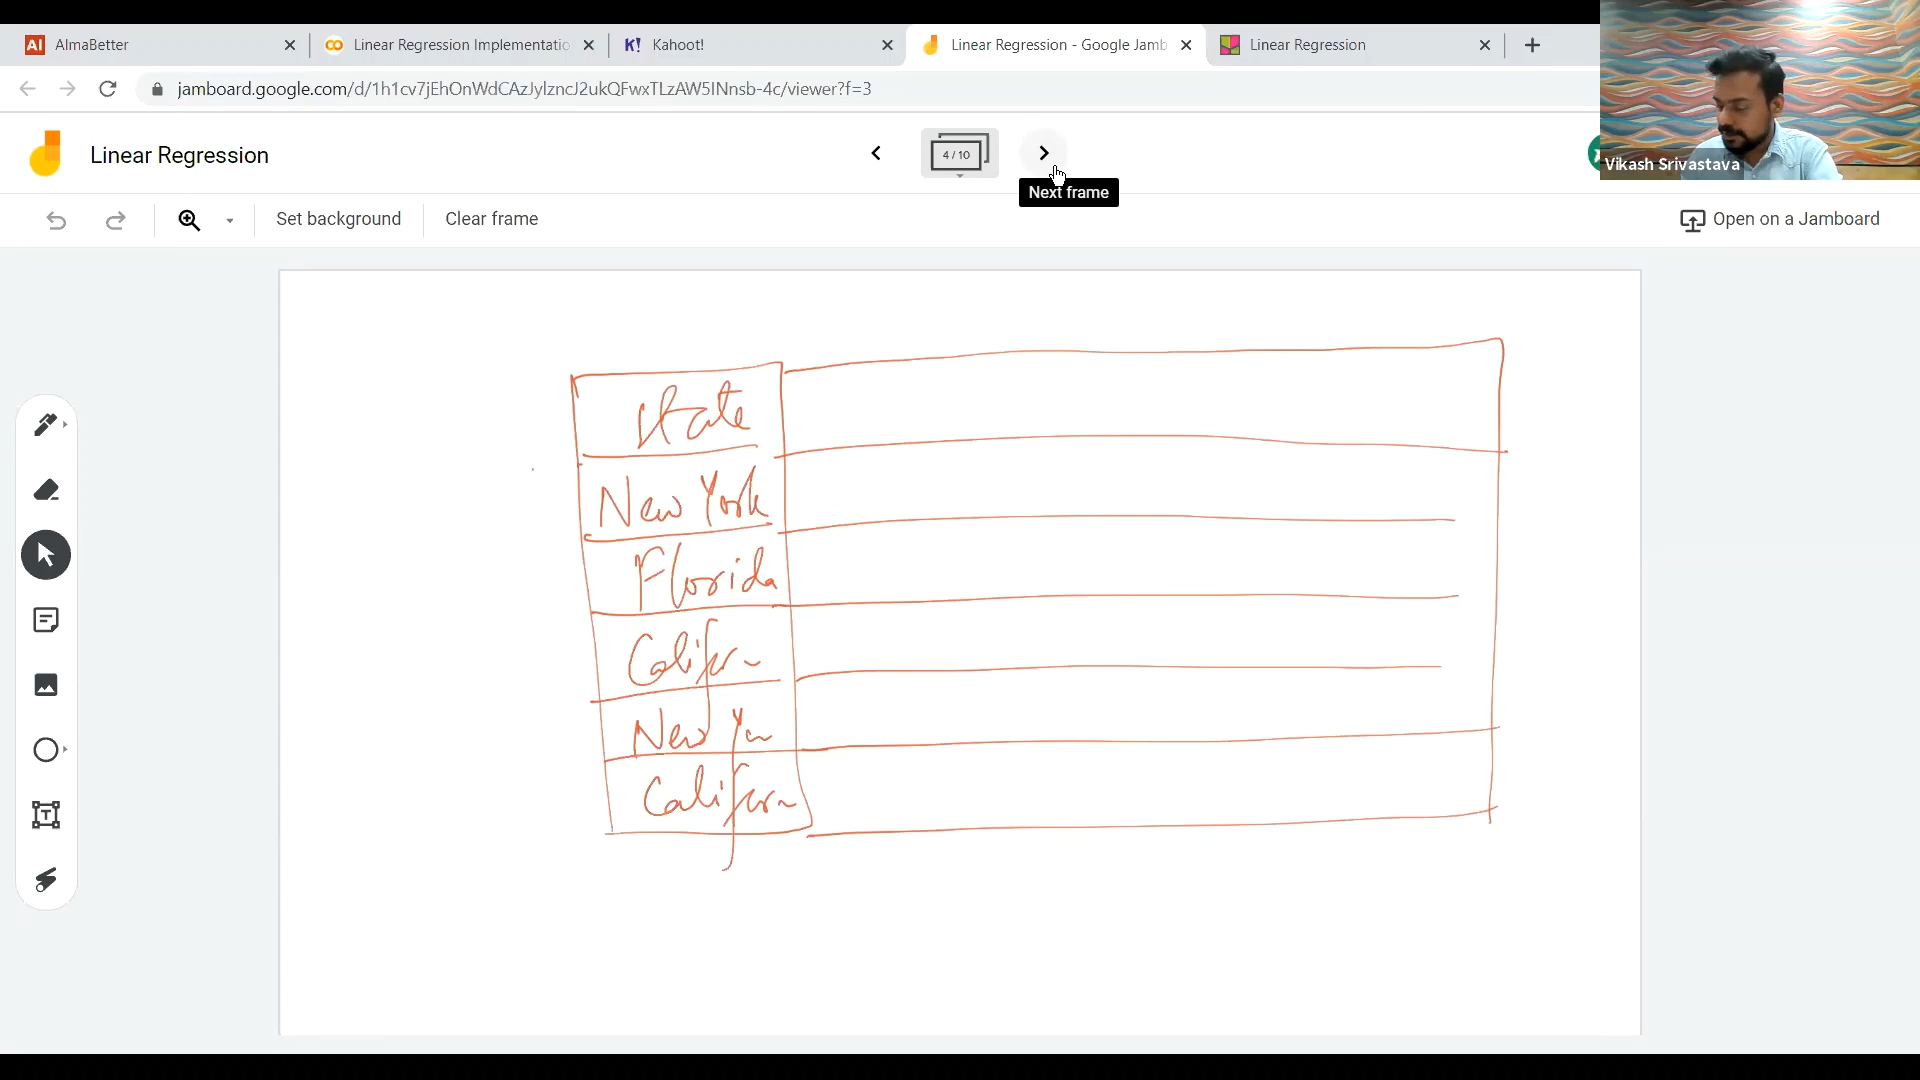 AlmaBetter
Linear Regression Implementatio
Kahoot!
Linear Regression - Google Jamb
Linear Regression
jamboard.google.com/d/1h1cv7jEhOnWdCAzJylzncJ2ukQFwxTLzAW5INnsb-4c/viewer?f=3
Linear Regression
4 / 10
Next frame
Vikash Srivastava
Set background
Clear frame
Open on a Jamboard
State
New York
Florida
Califor
New Yo
Califor